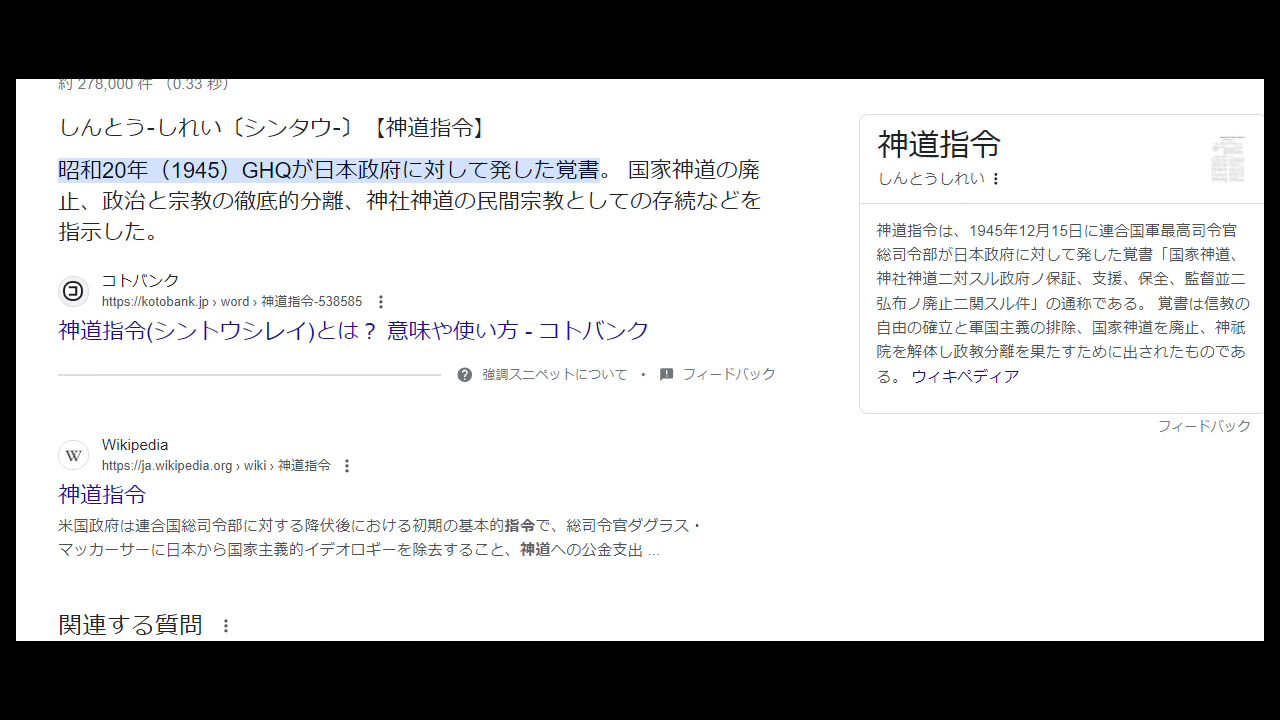 約 278,000 件 （0.33 秒）
しんとう-しれい〔シンタウ-〕【神道指令】
昭和20年（1945）GHQが日本政府に対して発した覚書。 国家神道の廃
止、政治と宗教の徹底的分離、神社神道の民間宗教としての存続などを
指示した。
コトバンク
https://kotobank.jp › word › 神道指令-538585
神道指令(シントウシレイ)とは？ 意味や使い方 - コトバンク
強調スニペットについて • フィードバック
Wikipedia
https://ja.wikipedia.org › wiki › 神道指令
神道指令
米国政府は連合国総司令部に対する降伏後における初期の基本的指令で、総司令官ダグラス・
マッカーサーに日本から国家主義的イデオロギーを除去すること、神道への公金支出 ...
関連する質問
神道指令
しんとうしれい
神道指令は、1945年12月15日に連合国軍最高司令官
総司令部が日本政府に対して発した覚書「国家神道、
神社神道ニ対スル政府ノ保証、支援、保全、監督並ニ
弘布ノ廃止ニ関スル件」の通称である。 覚書は信教の
自由の確立と軍国主義の排除、国家神道を廃止、神祇
院を解体し政教分離を果たすために出されたものであ
る。 ウィキペディア
フィードバック